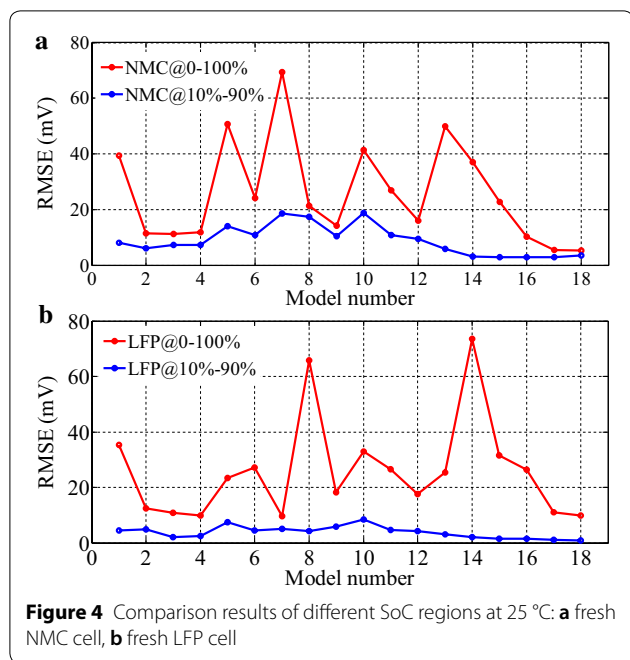 a
80
60
40
20
0
RMSE (mV)
NMC@0-100%
NMC@10%-90%
0 2 4 6 8 10 12 14 16 18
Model number
b
80
60
40
20
0
RMSE (mV)
LFP@0-100%
LFP@10%-90%
0 2 4 6 8 10 12 14 16 18
Model number
Figure 4 Comparison results of different SoC regions at 25 °C: a fresh
NMC cell, b fresh LFP cell